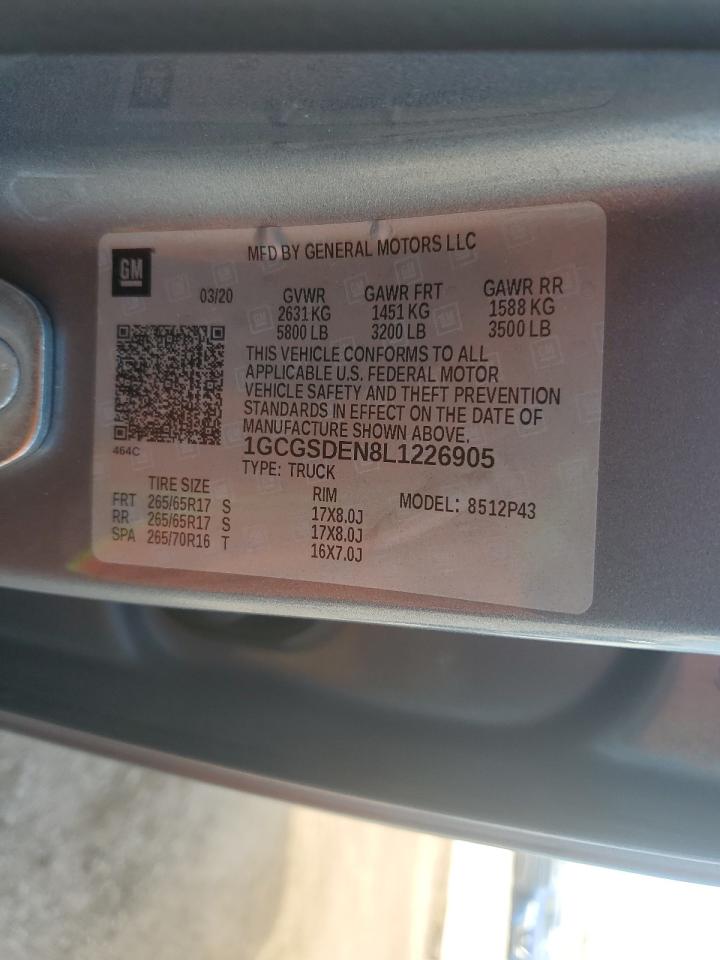 GM
MFD BY GENERAL MOTORS LLC
03/20 GVWR GAWR FRT GAWR RR
2631 KG 1451 KG 1588 KG
5800 LB 3200 LB 3500 LB
THIS VEHICLE CONFORMS TO ALL
APPLICABLE U.S. FEDERAL MOTOR
VEHICLE SAFETY AND THEFT PREVENTION
STANDARDS IN EFFECT ON THE DATE OF
MANUFACTURE SHOWN ABOVE.
464C
1GCGSDEN8L1226905
TYPE: TRUCK
TIRE SIZE RIM MODEL: 8512P43
FRT 265/65R17 S 17X8.0J
RR 265/65R17 S 17X8.0J
SPA 265/70R16 T 16X7.0J